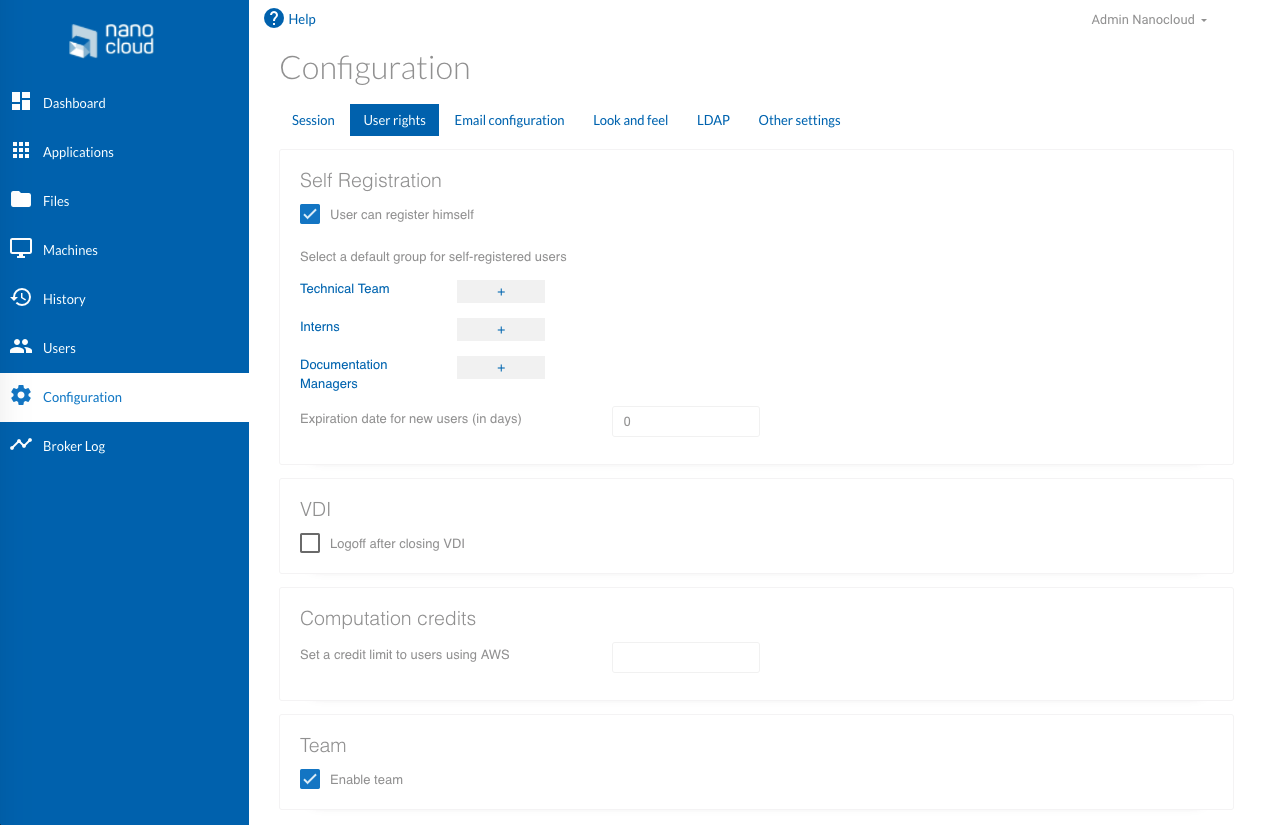 nano
cloud
Help
Admin Nanocloud
Configuration
Dashboard
Applications
Files
Machines
History
Users
Configuration
Broker Log
Session
User rights
Email configuration
Look and feel
LDAP
Other settings
Self Registration
User can register himself
Select a default group for self-registered users
Technical Team
+
Interns
+
Documentation
Managers
+
Expiration date for new users (in days)
0
VDI
Logoff after closing VDI
Computation credits
Set a credit limit to users using AWS
Team
Enable team